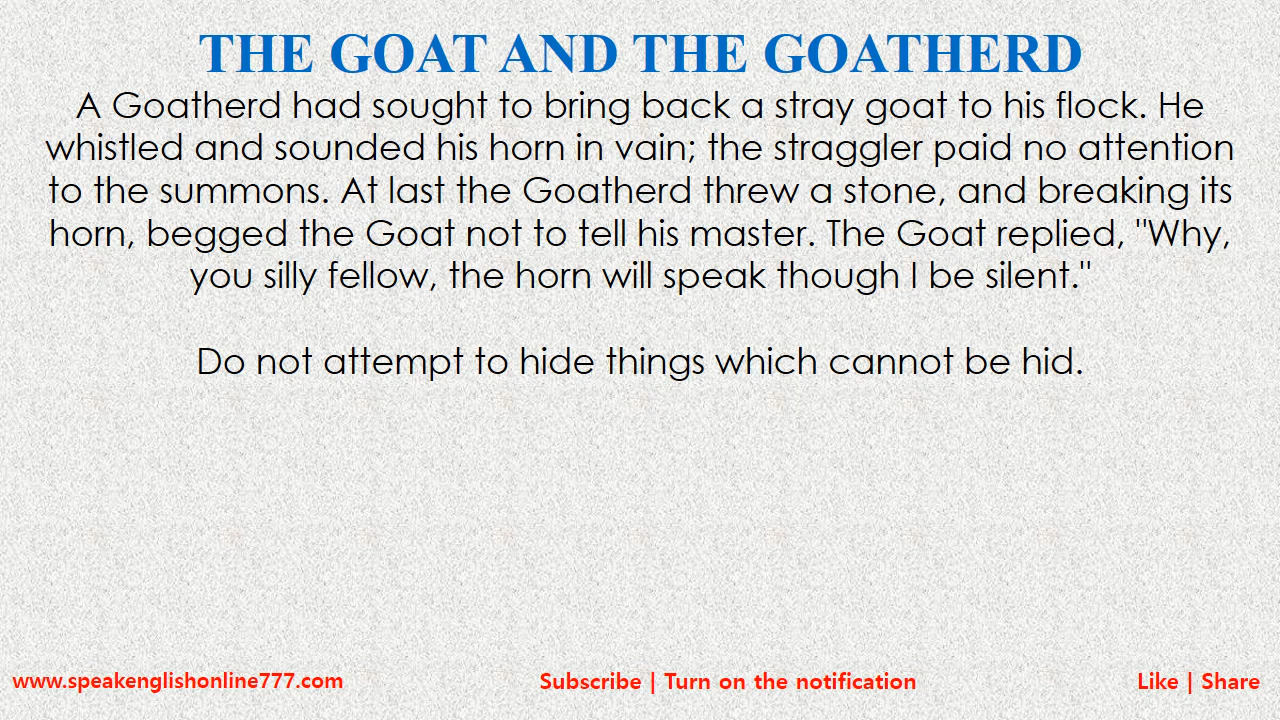 THE GOAT AND THE GOATHERD
A Goatherd had sought to bring back a stray goat to his flock. He
whistled and sounded his horn in vain; the straggler paid no attention
to the summons. At last the Goatherd threw a stone, and breaking its
horn, begged the Goat not to tell his master. The Goat replied, "Why,
you silly fellow, the horn will speak though I be silent."
Do not attempt to hide things which cannot be hid.
www.speakenglishonline777.com
Subscribe | Turn on the notification
Like | Share